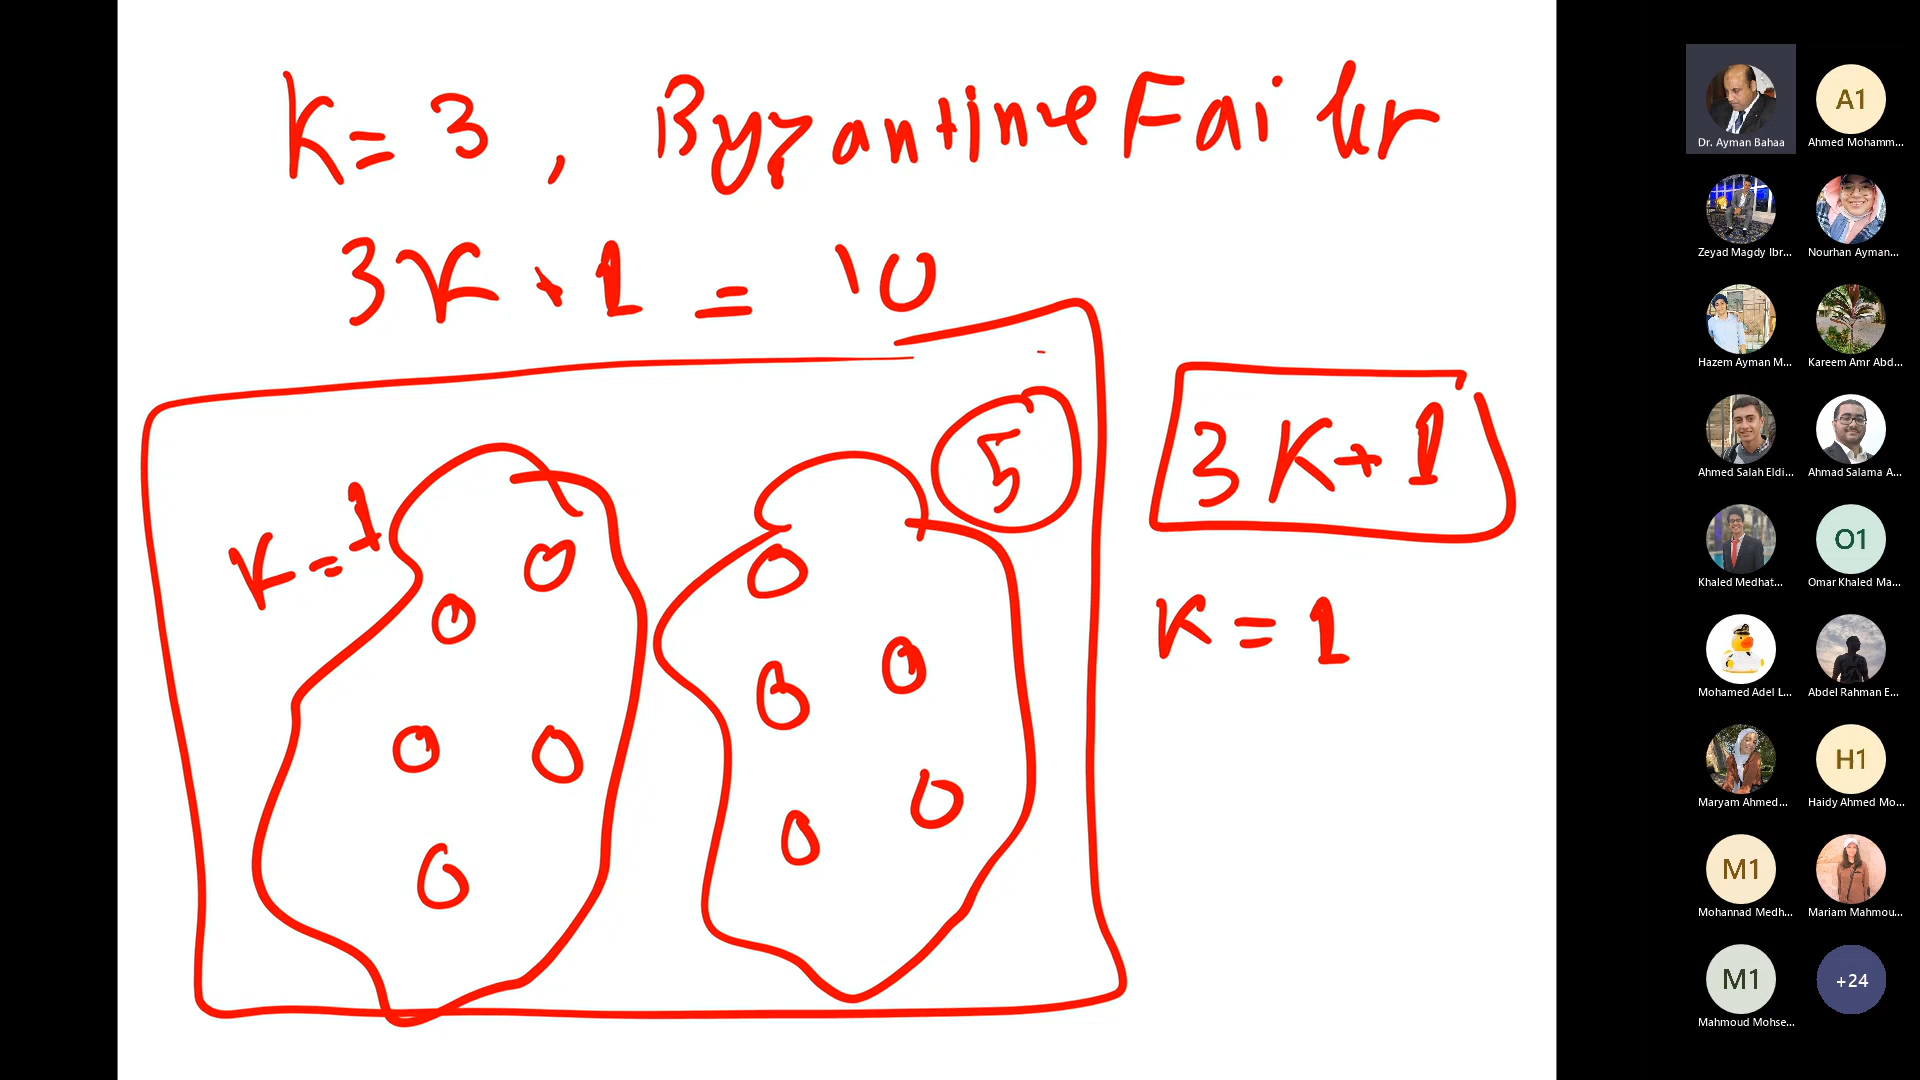 K = 3 , Byzantine Failur
3K + 1 = 10
5
3K + 1
K = 1
K = 1
Dr. Ayman Bahaa
A1
Ahmed Mohamm...
Zeyad Magdy Ibr...
Nourhan Ayman...
Hazem Ayman M...
Kareem Amr Abd...
Ahmed Salah Eldi...
Ahmad Salama A...
Khaled Medhat...
O1
Omar Khaled Ma...
Mohamed Adel L...
Abdel Rahman E...
Maryam Ahmed...
H1
Haidy Ahmed Mo...
M1
Mohannad Medh...
Mariam Mahmou...
M1
Mahmoud Mohse...
+24